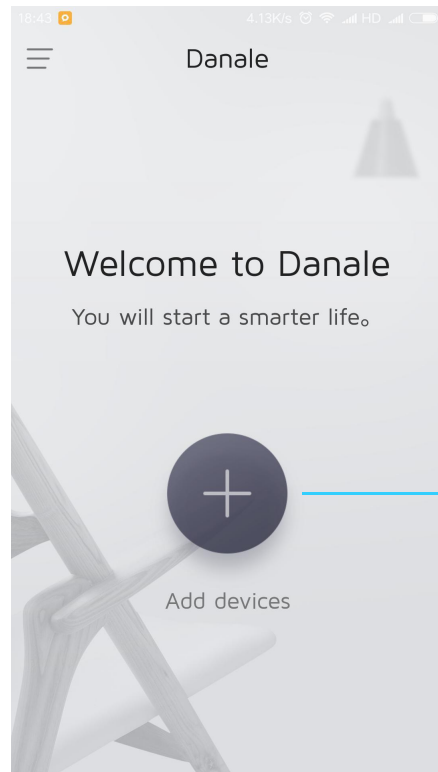 18:43 4.13K/s HD
Danale
Welcome to Danale
You will start a smarter life。
Add devices